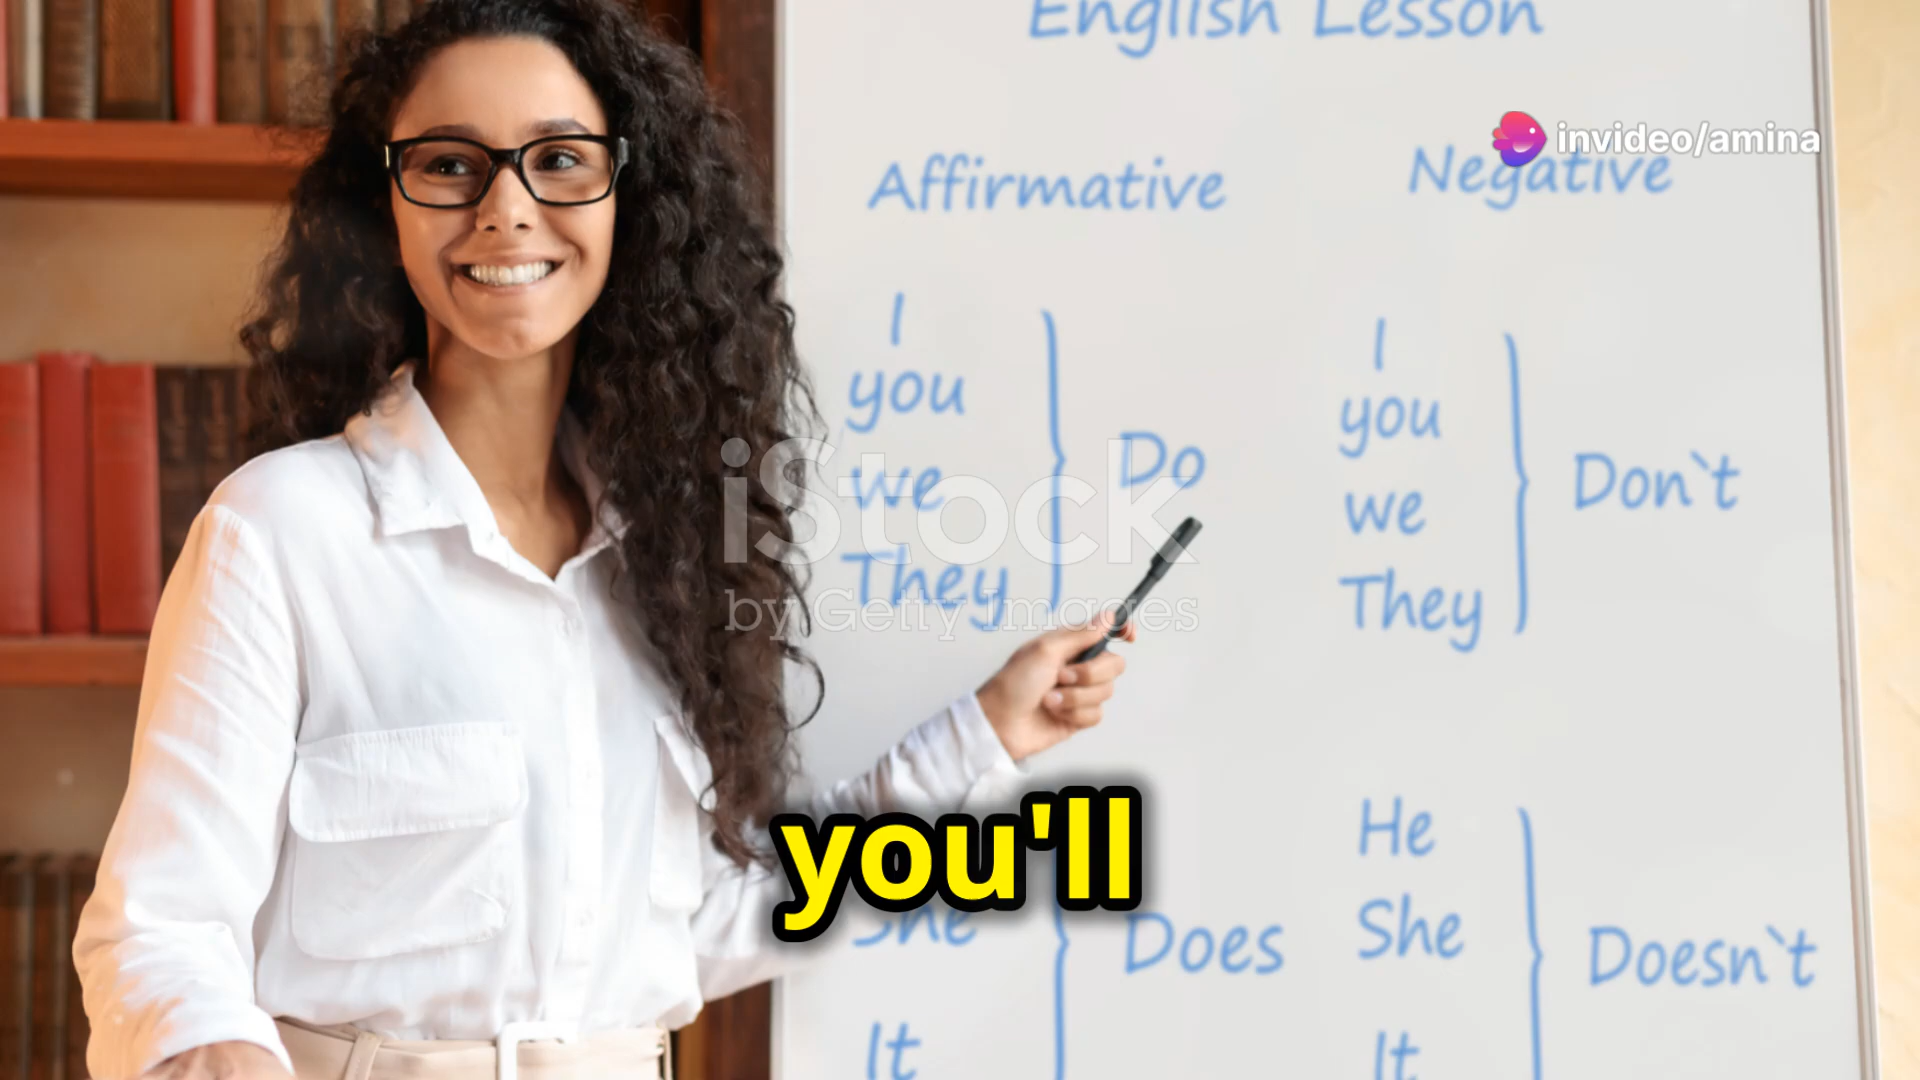 English Lesson
invideo/amina
Affirmative
Negative
I
you
we
They
Do
I
you
we
They
Don`t
iStock
by Getty Images
you'll
She
It
Does
He
She
It
Doesn`t